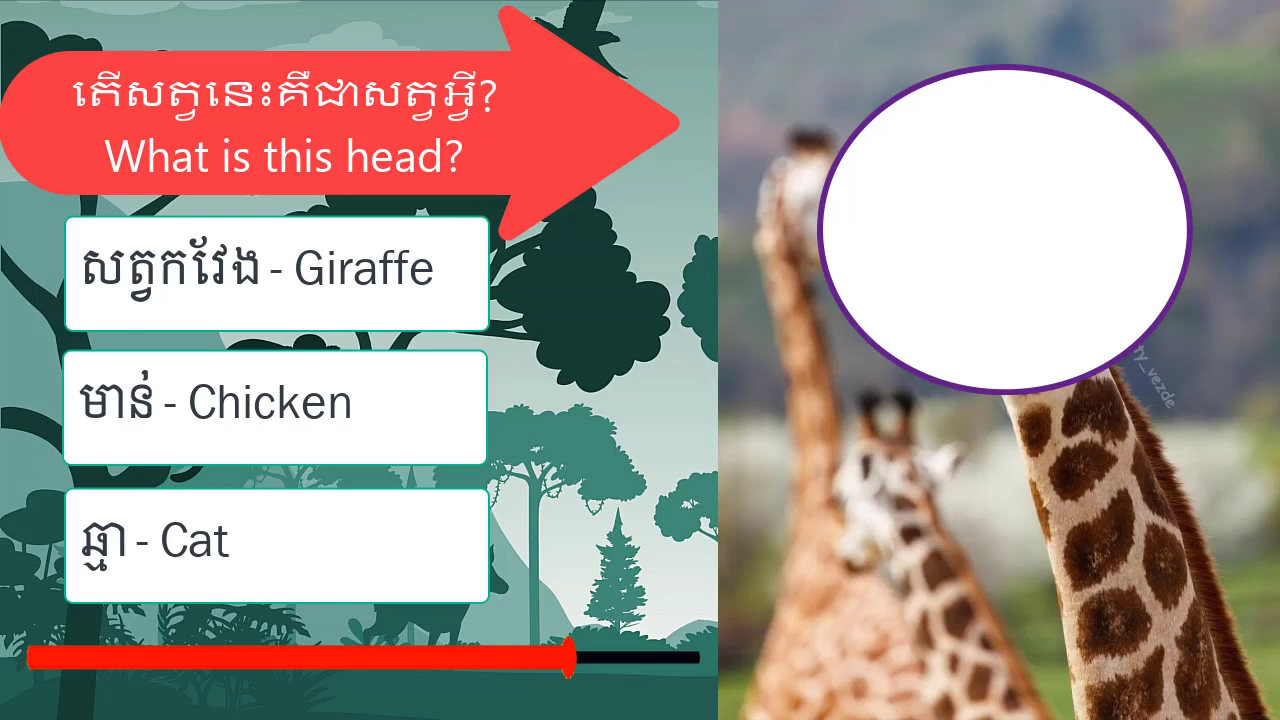 តើសត្វនេះគឺជាសត្វអ្វី?
What is this head?
សត្វកវែង - Giraffe
មាន់ - Chicken
ឆ្មា - Cat
ty_vezde